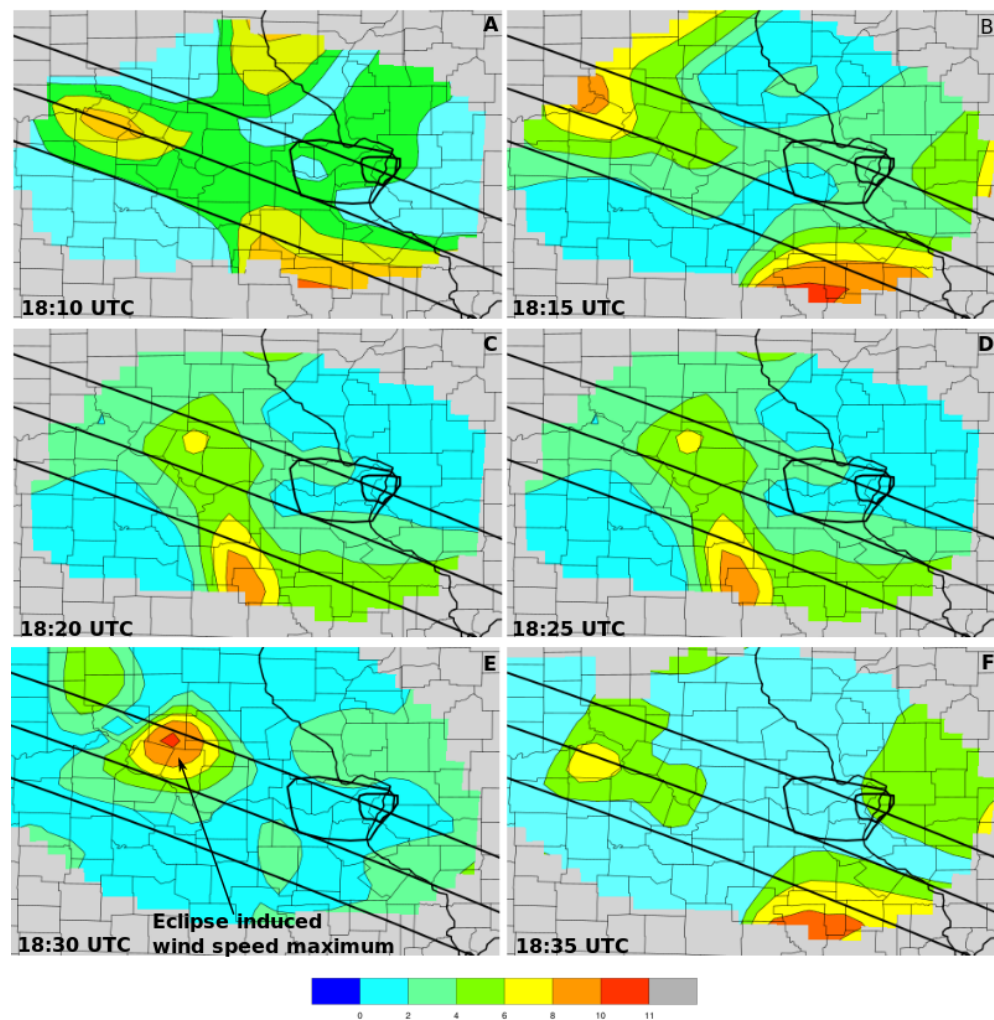 A
18:10 UTC
B
18:15 UTC
C
18:20 UTC
D
18:25 UTC
E
Eclipse induced
wind speed maximum
18:30 UTC
F
18:35 UTC
0 2 4 6 8 10 11